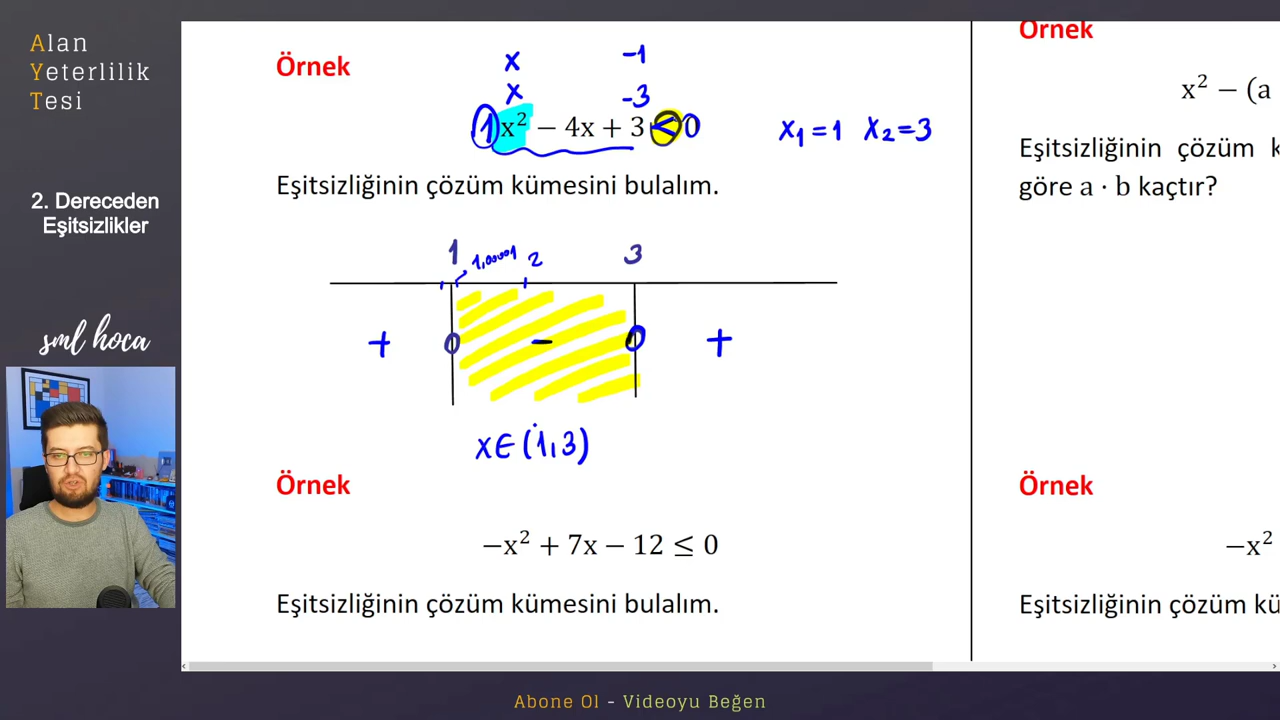 Alan
Yeterlilik
Tesi
2. Dereceden
Eşitsizlikler
sml hoca
Örnek
x -1
x -3
1x² − 4x + 3 < 0
x₁ = 1 x₂ = 3
Eşitsizliğinin çözüm kümesini bulalım.
1 1,00001 2 3
+ 0 - 0 +
x∈(1,3)
Örnek
−x² + 7x − 12 ≤ 0
Eşitsizliğinin çözüm kümesini bulalım.
Örnek
x² − (a
Eşitsizliğinin çözüm k
göre a · b kaçtır?
Örnek
−x²
Eşitsizliğinin çözüm kü
Abone Ol - Videoyu Beğen